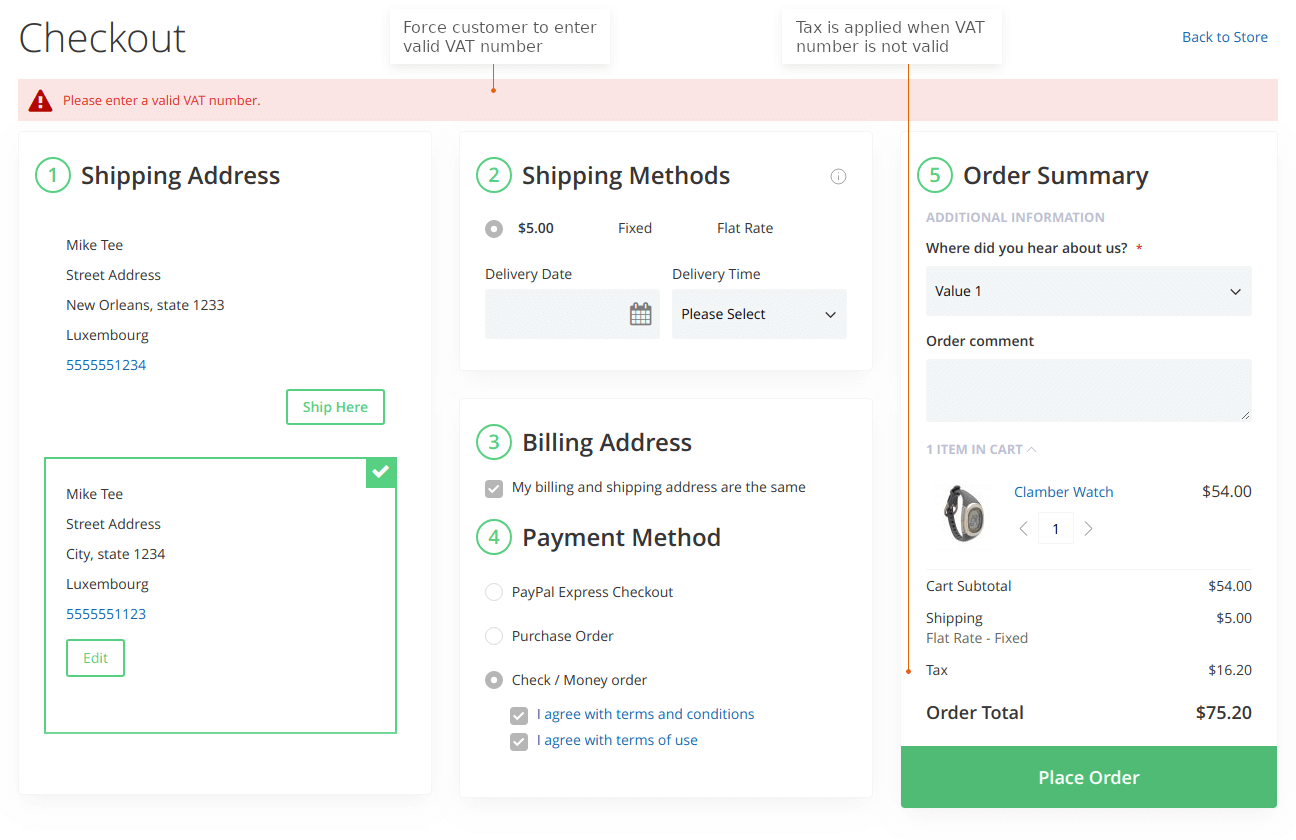 Checkout
Force customer to enter
valid VAT number
Tax is applied when VAT
number is not valid
Back to Store
Please enter a valid VAT number.
1 Shipping Address
Mike Tee
Street Address
New Orleans, state 1233
Luxembourg
5555551234
Ship Here
Mike Tee
Street Address
City, state 1234
Luxembourg
5555551123
Edit
2 Shipping Methods
$5.00 Fixed Flat Rate
Delivery Date Delivery Time
Please Select
3 Billing Address
My billing and shipping address are the same
4 Payment Method
PayPal Express Checkout
Purchase Order
Check / Money order
I agree with terms and conditions
I agree with terms of use
5 Order Summary
ADDITIONAL INFORMATION
Where did you hear about us? *
Value 1
Order comment
1 ITEM IN CART
Clamber Watch $54.00
1
Cart Subtotal $54.00
Shipping $5.00
Flat Rate - Fixed
Tax $16.20
Order Total $75.20
Place Order